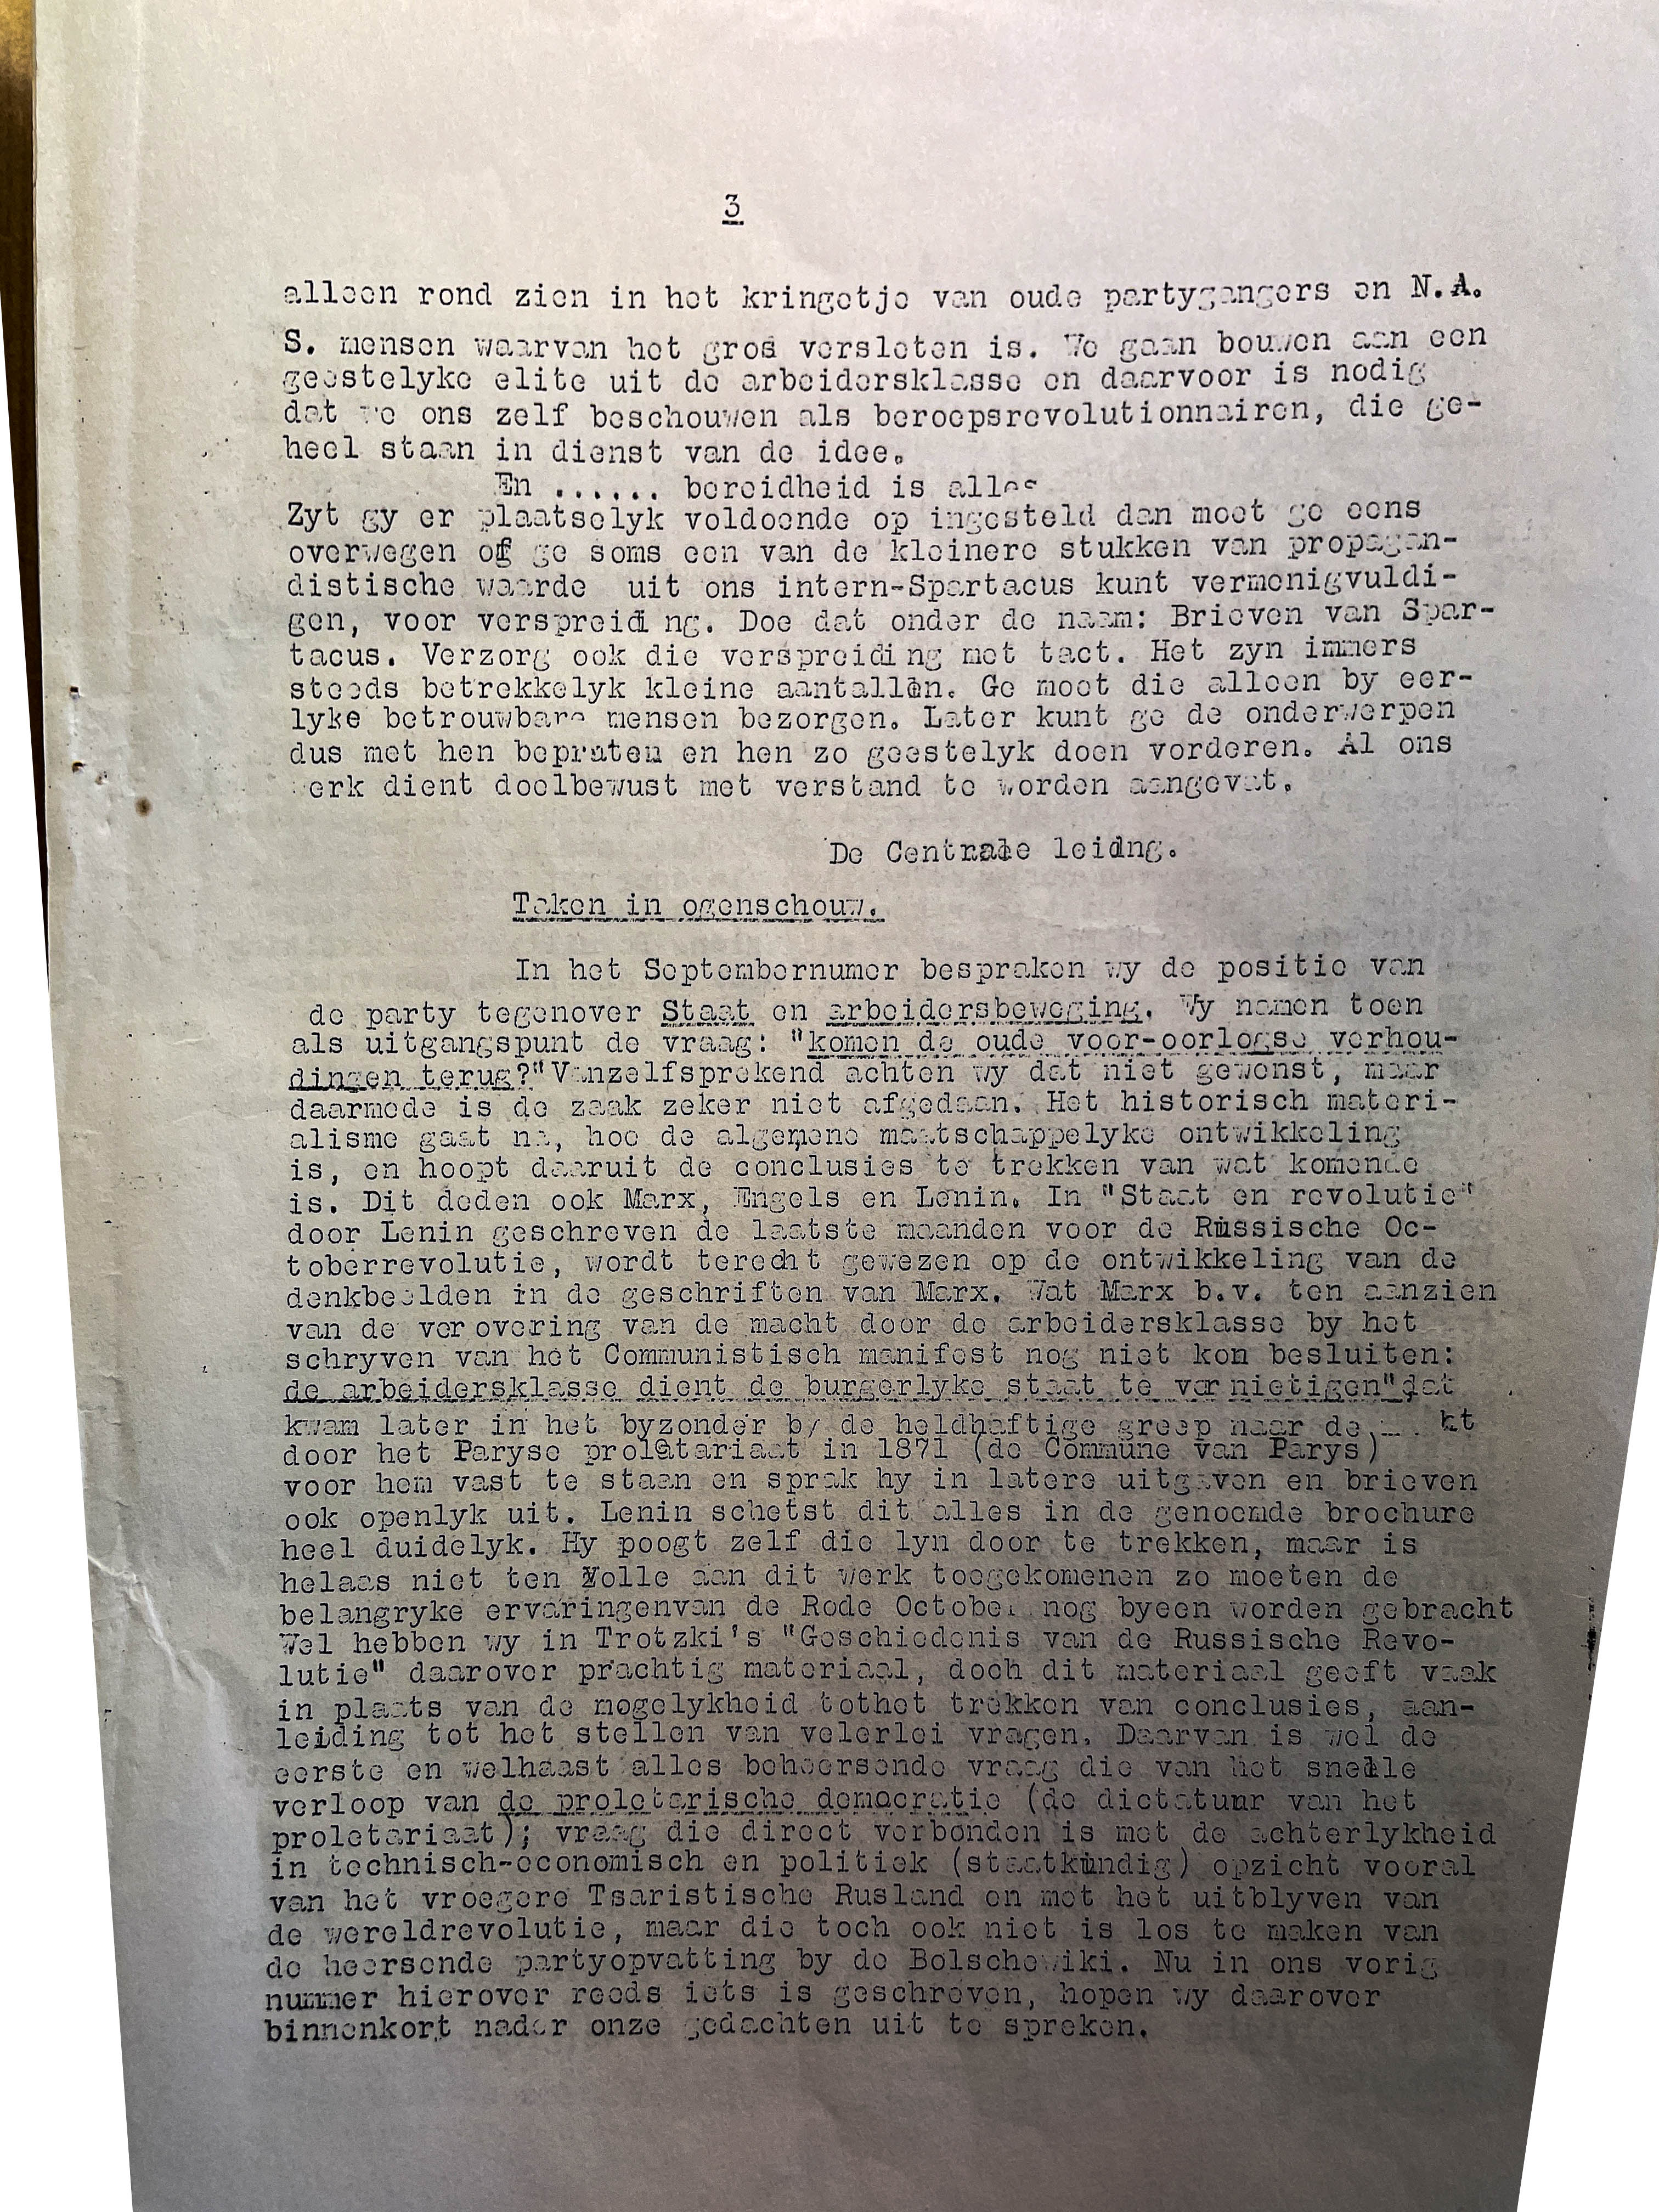 3
alleen rond zien in het kringetje van oude partygangers en N.A.
S. mensen waarvan het gros versleten is. We gaan bouwen aan een
geestelyke elite uit de arbeidersklasse en daarvoor is nodig
dat we ons zelf beschouwen als beroepsrevolutionnairen, die ge-
heel staan in dienst van de idee.
En ...... bereidheid is alles
Zyt gy er plaatselyk voldoende op ingesteld dan moet ge eens
overwegen of ge soms een van de kleinere stukken van propagan-
distische waarde uit ons intern-Spartacus kunt vermenigvuldi-
gen, voor verspreidi ng. Doe dat onder de naam: Brieven van Spar-
tacus. Verzorg ook die verspreidi ng met tact. Het zyn immers
steeds betrekkelyk kleine aantallen. Ge moet die alleen by eer-
lyke betrouwbare mensen bezorgen. Later kunt ge de onderwerpen
dus met hen bepraten en hen zo geestelyk doen vorderen. Al ons
werk dient doelbewust met verstand te worden aangevat.
De Centrale leidng.
Taken in ogenschouw.
In het Septembernumer bespraken wy de positie van
de party tegenover Staat en arbeidersbeweging. Wy namen toen
als uitgangspunt de vraag: "komen de oude voor-oorlogse verhou-
dingen terug?" Vanzelfsprekend achten wy dat niet gewenst, maar
daarmede is de zaak zeker niet afgedaan. Het historisch materi-
alisme gaat na, hoe de algemene maatschappelyke ontwikkeling
is, en hoopt daaruit de conclusies te trekken van wat komende
is. Dit deden ook Marx, Engels en Lenin. In "Staat en revolutie"
door Lenin geschreven de laatste maanden voor de Russische Oc-
toberrevolutie, wordt terecht gewezen op de ontwikkeling van de
denkbeelden in de geschriften van Marx. Wat Marx b.v. ten aanzien
van de verovering van de macht door de arbeidersklasse by het
schryven van het Communistisch manifest nog niet kon besluiten:
de arbeidersklasse dient de burgerlyke staat te vernietigen" dat
kwam later in het byzonder by de heldhaftige greep naar de
door het Paryse proletariaat in 1871 (de Commune van Parys)
voor hem vast te staan en sprak hy in latere uitgaven en brieven
ook openlyk uit. Lenin schetst dit alles in de genoemde brochure
heel duidelyk. Hy poogt zelf die lyn door te trekken, maar is
helaas niet ten volle aan dit werk toegekomenen zo moeten de
belangryke ervaringenvan de Rode October nog byeen worden gebracht
Wel hebben wy in Trotzki's "Geschiedenis van de Russische Revo-
lutie" daarover prachtig materiaal, doch dit materiaal geeft vaak
in plaats van de mogelykheid tothet trekken van conclusies, aan-
leiding tot het stellen van velerlei vragen. Daarvan is wel de
eerste en welhaast alles beheersende vraag die van het snelle
verloop van de proletarische democratie (de dictatuur van het
proletariaat); vraag die direct verbonden is met de achterlykheid
in technisch-economisch en politiek (staatkundig) opzicht vooral
van het vroegere Tsaristische Rusland en met het uitblyven van
de wereldrevolutie, maar die toch ook niet is los te maken van
de heersende partyopvatting by de Bolschewiki. Nu in ons vorig
nummer hierover reeds iets is geschreven, hopen wy daarover
binnenkort nader onze gedachten uit te spreken.